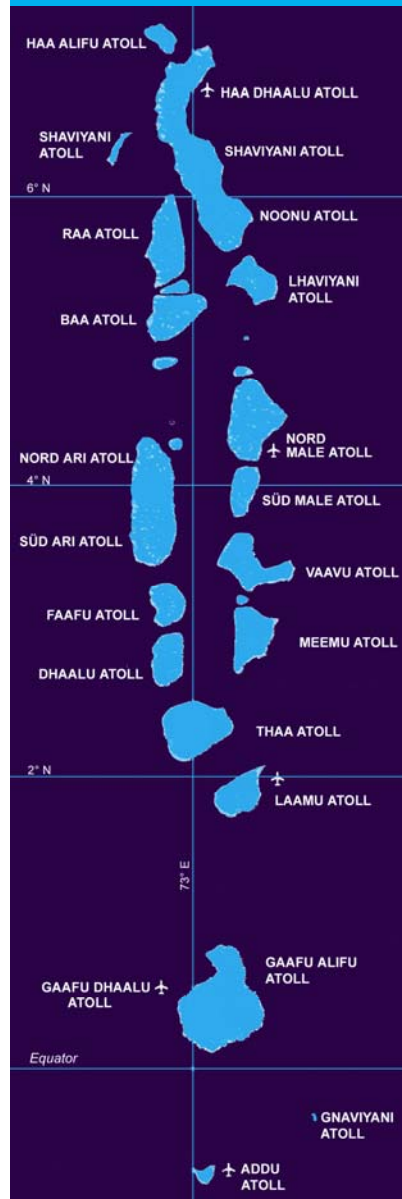 HAA ALIFU ATOLL
HAA DHAALU ATOLL
SHAVIYANI
ATOLL
SHAVIYANI ATOLL
6° N
NOONU ATOLL
RAA ATOLL
LHAVIYANI
ATOLL
BAA ATOLL
NORD
MALE ATOLL
NORD ARI ATOLL
4° N
SÜD MALE ATOLL
SÜD ARI ATOLL
VAAVU ATOLL
FAAFU ATOLL
MEEMU ATOLL
DHAALU ATOLL
THAA ATOLL
2° N
LAAMU ATOLL
73° E
GAAFU ALIFU
ATOLL
GAAFU DHAALU
ATOLL
Equator
GNAVIYANI
ATOLL
ADDU
ATOLL